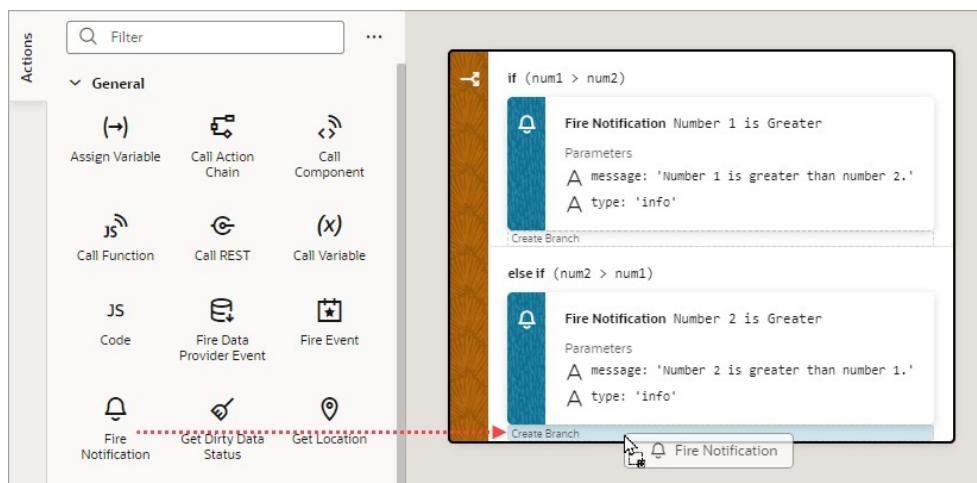 Actions
Filter
...
General
(→)
Assign Variable
Call Action
Chain
Call
Component
JS
Call Function
Call REST
(x)
Call Variable
JS
Code
Fire Data
Provider Event
Fire Event
Fire
Notification
Get Dirty Data
Status
Get Location
if (num1 > num2)
Fire Notification Number 1 is Greater
Parameters
A message: 'Number 1 is greater than number 2.'
A type: 'info'
Create Branch
else if (num2 > num1)
Fire Notification Number 2 is Greater
Parameters
A message: 'Number 2 is greater than number 1.'
A type: 'info'
Create Branch
Fire Notification